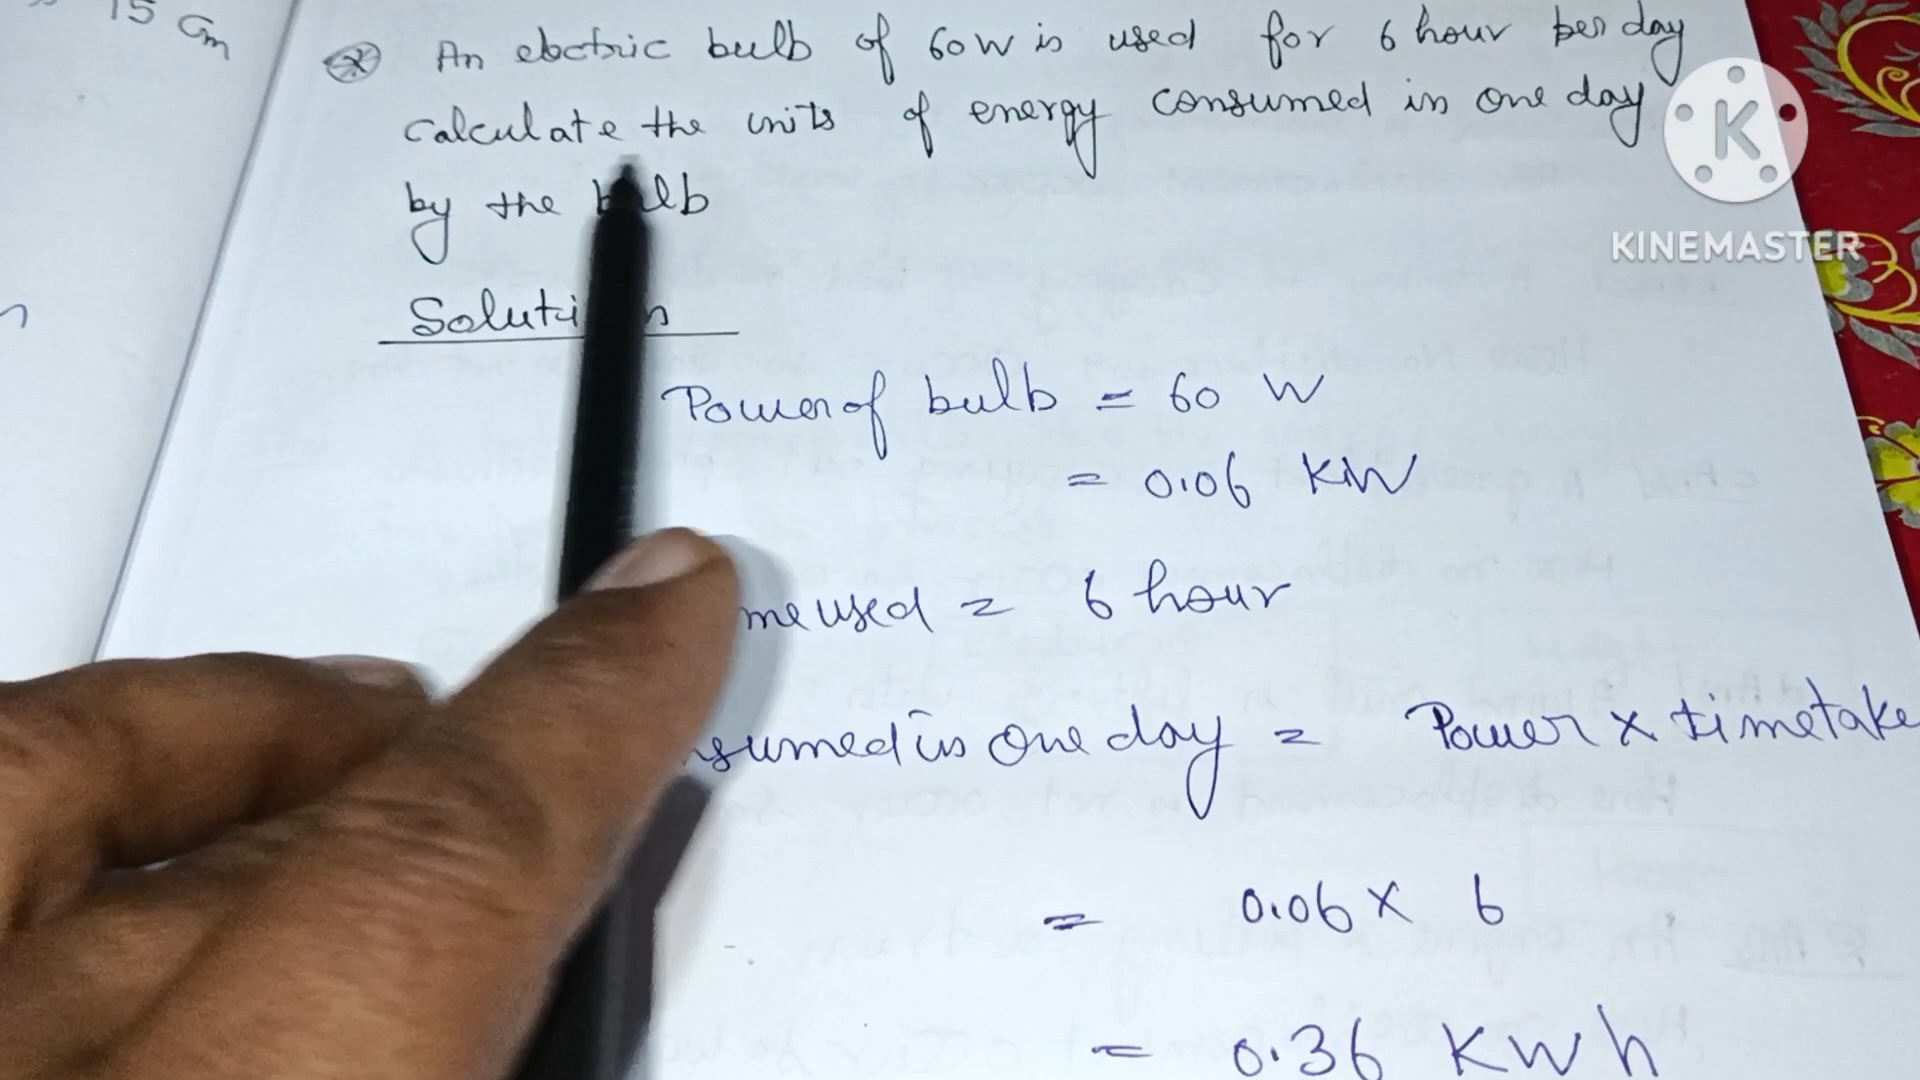 15 cm
An electric bulb of 60W is used for 6 hour per day
calculate the units of energy consumed in one day
by the bulb
Solution
Power of bulb = 60 W
= 0.06 KW
me used = 6 hour
nsumed in one day = Power x timetake
= 0.06 x 6
= 0.36 KWh
K
KINEMASTER